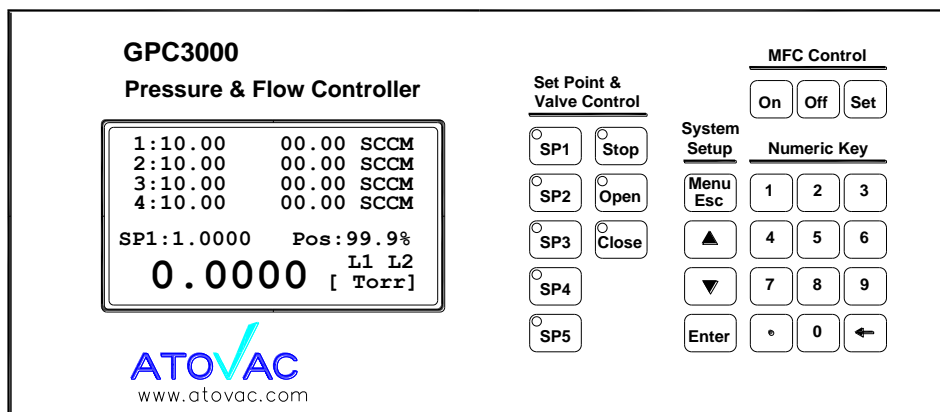 GPC3000
Pressure & Flow Controller
1:10.00 00.00 SCCM
2:10.00 00.00 SCCM
3:10.00 00.00 SCCM
4:10.00 00.00 SCCM
SP1:1.0000 Pos:99.9%
L1 L2
0.0000 [ Torr]
ATOVAC
www.atovac.com
Set Point &
Valve Control
SP1 Stop
SP2 Open
SP3 Close
SP4
SP5
System
Setup
Menu
Esc
Enter
MFC Control
On Off Set
Numeric Key
1 2 3
4 5 6
7 8 9
. 0